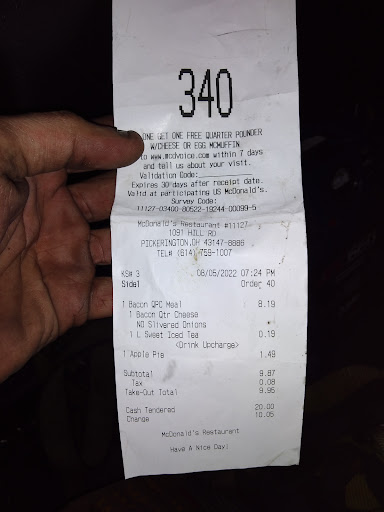 340
ONE GET ONE FREE QUARTER POUNDER
W/CHEESE OR EGG MCMUFFIN
to www.mcdvoice.com within 7 days
and tell us about your visit.
Validation Code:
Expires 30 days after receipt date.
Valid at participating US McDonald's.
Survey Code:
11127-03400-80522-19244-00099-5
McDonald's Restaurant #11127
1091 HILL RD
PICKERINGTON,OH 43147-8888
TEL# (614) 759-1007
KS# 3 08/05/2022 07:24 PM
Side1 Order 40
1 Bacon QPC Meal 8.19
1 Bacon Qtr Cheese
NO Slivered Onions
1 L Sweet Iced Tea 0.19
<Drink Upcharge>
1 Apple Pie 1.49
Subtotal 9.87
Tax 0.08
Take-Out Total 9.95
Cash Tendered 20.00
Change 10.05
McDonald's Restaurant
Have A Nice Day!